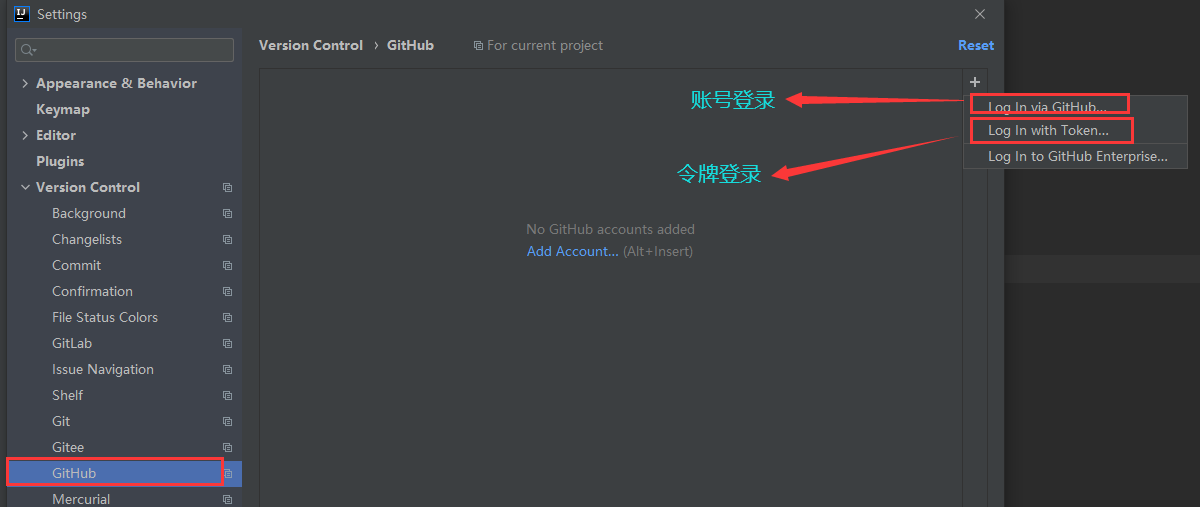 IJ Settings
Version Control › GitHub For current project Reset
Appearance & Behavior
Keymap
Editor
Plugins
Version Control
Background
Changelists
Commit
Confirmation
File Status Colors
GitLab
Issue Navigation
Shelf
Git
Gitee
GitHub
Mercurial
账号登录
令牌登录
No GitHub accounts added
Add Account... (Alt+Insert)
Log In via GitHub...
Log In with Token...
Log In to GitHub Enterprise...